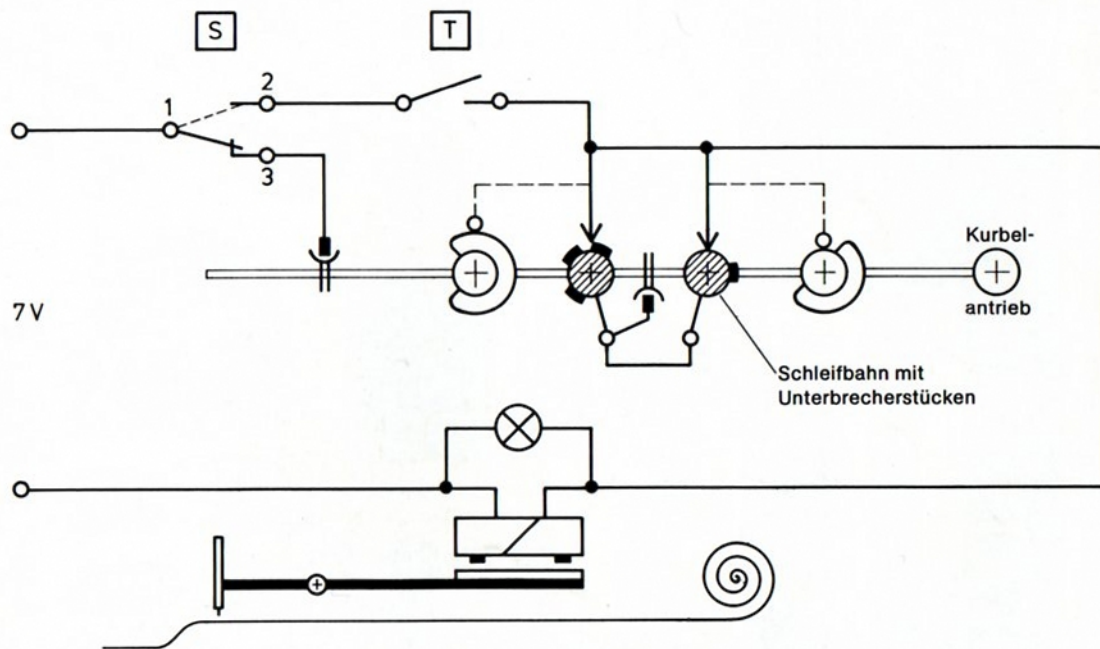 S
T
1
2
3
7 V
Kurbel-
antrieb
Schleifbahn mit
Unterbrecherstücken